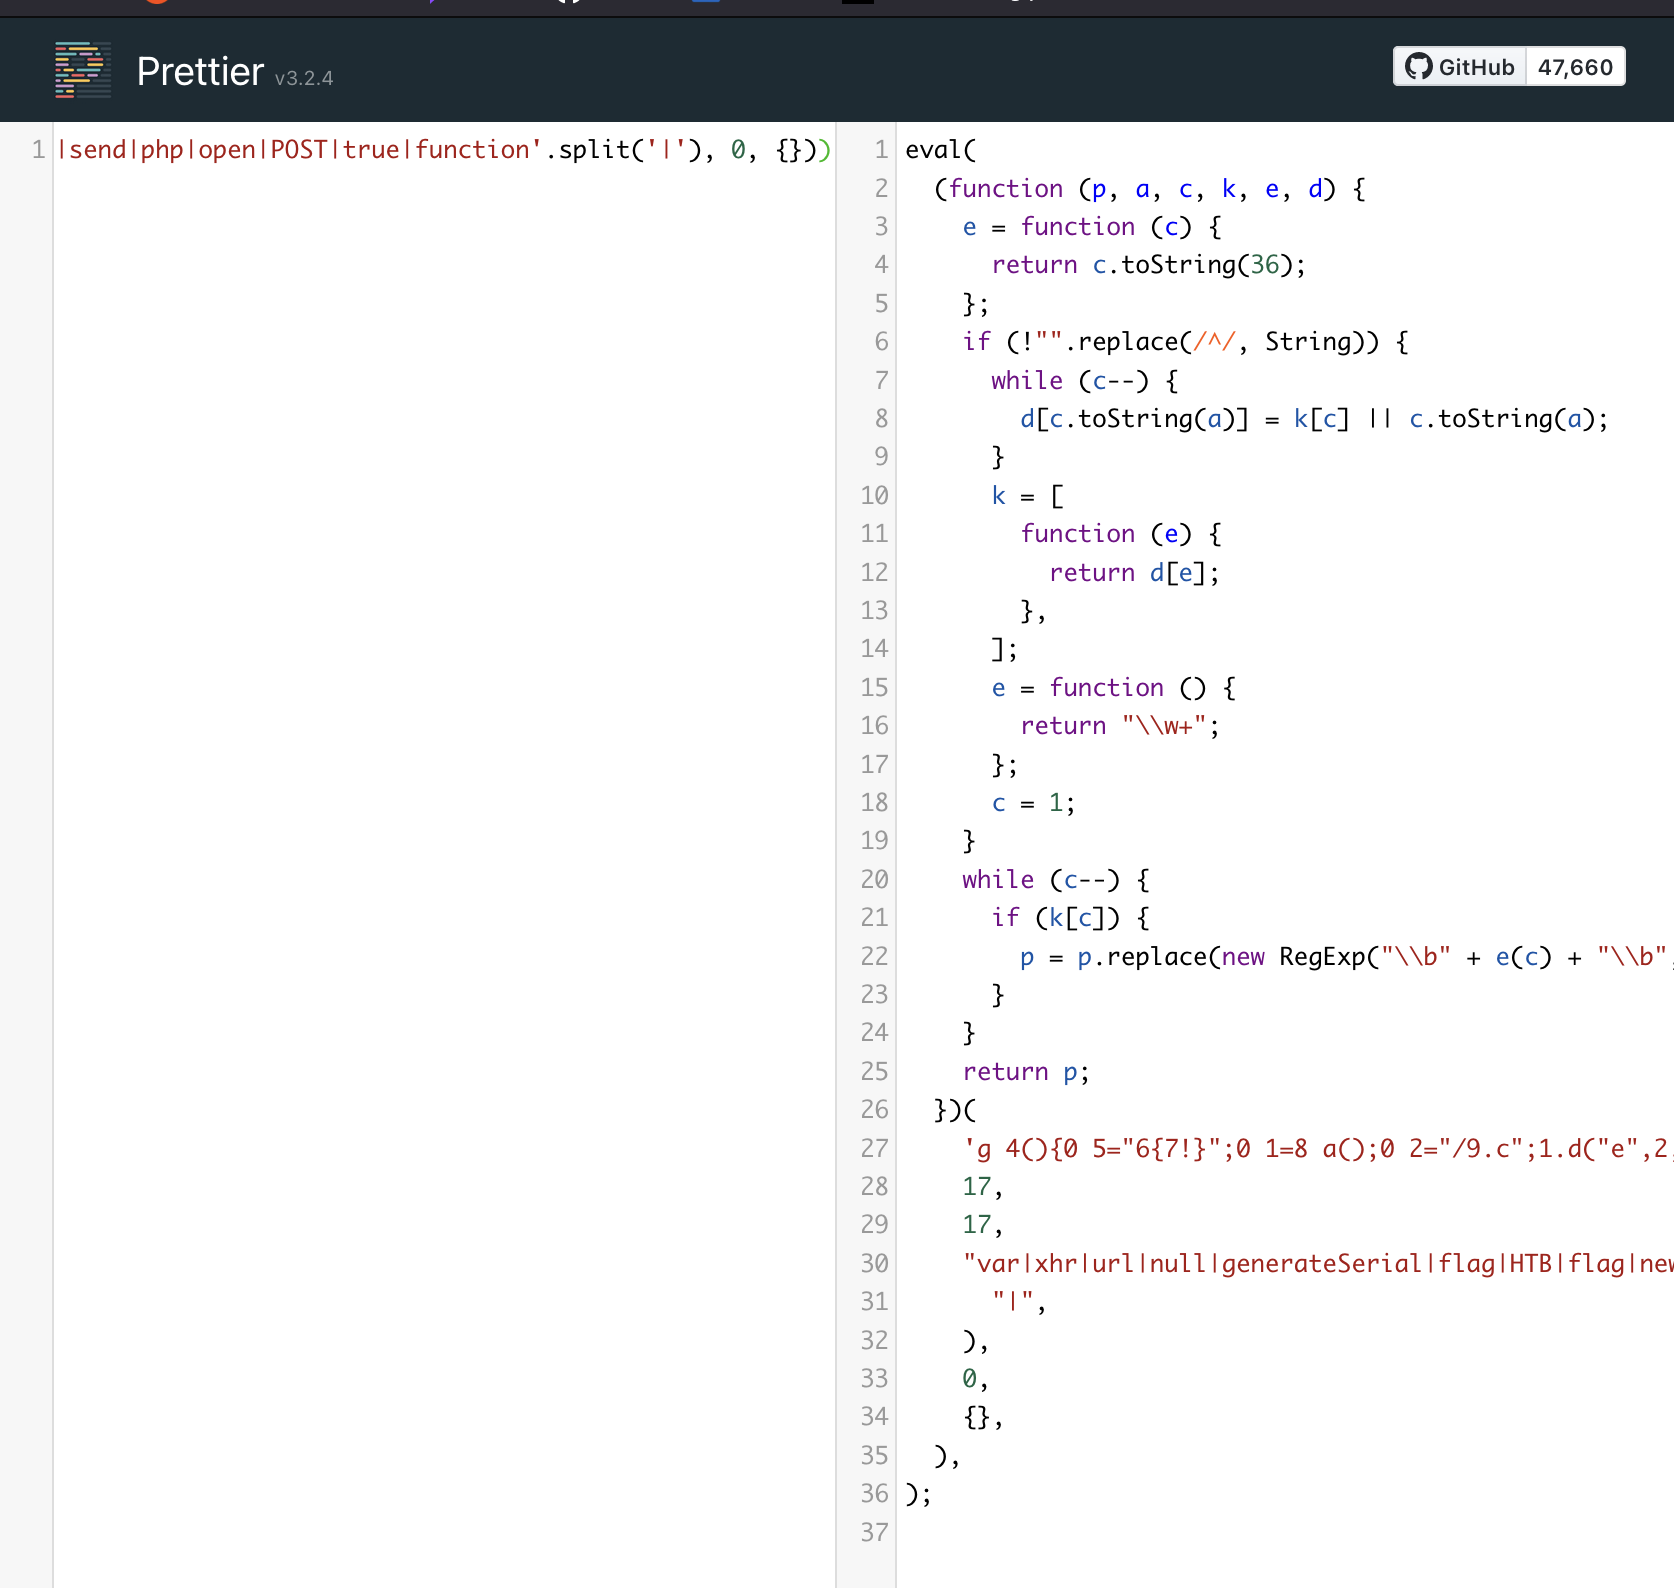 Prettier v3.2.4
GitHub 47,660
1 |send|php|open|POST|true|function'.split('|'), 0, {}))
1 eval(
2 (function (p, a, c, k, e, d) {
3 e = function (c) {
4 return c.toString(36);
5 };
6 if (!"".replace(/^/, String)) {
7 while (c--) {
8 d[c.toString(a)] = k[c] || c.toString(a);
9 }
10 k = [
11 function (e) {
12 return d[e];
13 },
14 ];
15 e = function () {
16 return "\\w+";
17 };
18 c = 1;
19 }
20 while (c--) {
21 if (k[c]) {
22 p = p.replace(new RegExp("\\b" + e(c) + "\\b",
23 }
24 }
25 return p;
26 })(
27 'g 4(){0 5="6{7!}";0 1=8 a();0 2="/9.c";1.d("e",2,
28 17,
29 17,
30 "var|xhr|url|null|generateSerial|flag|HTB|flag|new
31 "|",
32 ),
33 0,
34 {},
35 ),
36 );
37